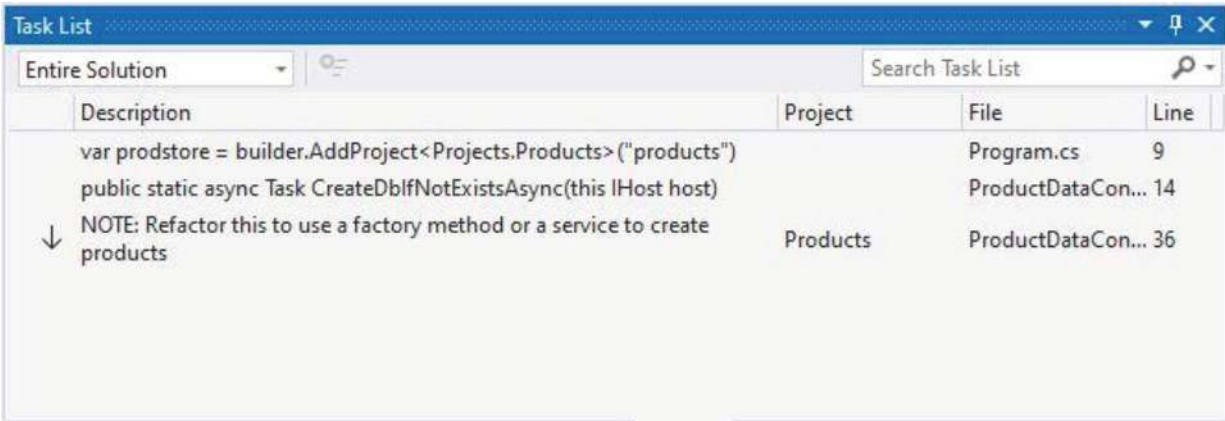 Task List
Entire Solution
Search Task List
Description Project File Line
var prodstore = builder.AddProject<Projects.Products>("products") Program.cs 9
public static async Task CreateDbIfNotExistsAsync(this IHost host) ProductDataCon... 14
NOTE: Refactor this to use a factory method or a service to create
products Products ProductDataCon... 36